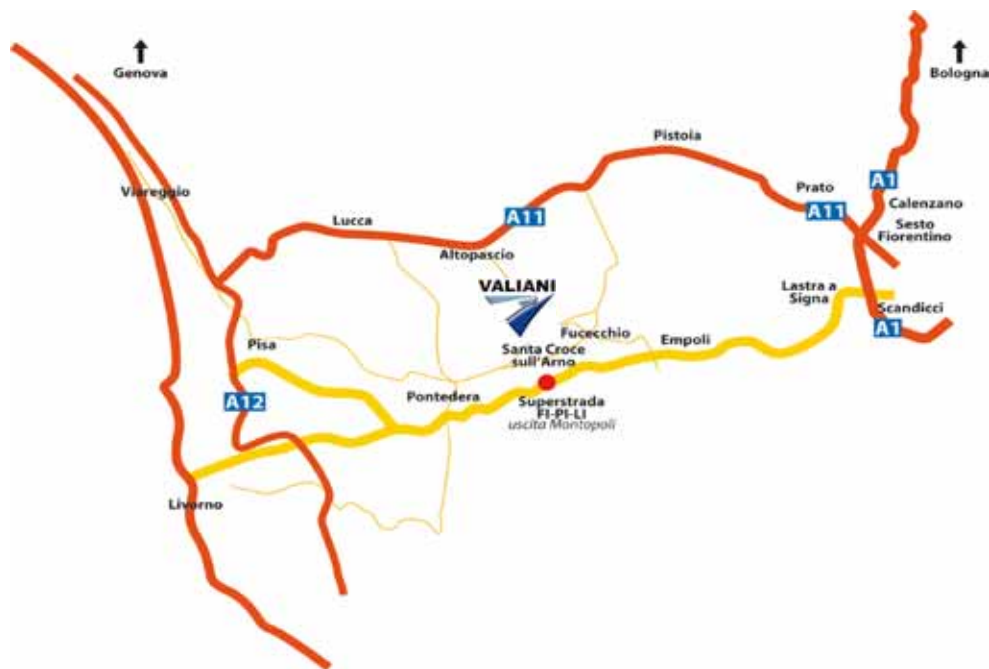 Genova
Bologna
Pistoia
Viareggio
Prato
A1
A11
Calenzano
Lucca
A11
Sesto
Fiorentino
Altopascio
VALIANI
Lastra a
Signa
Scandicci
Fucecchio
A1
Pisa
Empoli
Santa Croce
sull'Arno
Pontedera
A12
Superstrada
FI-PI-LI
uscita Montopoli
Livorno